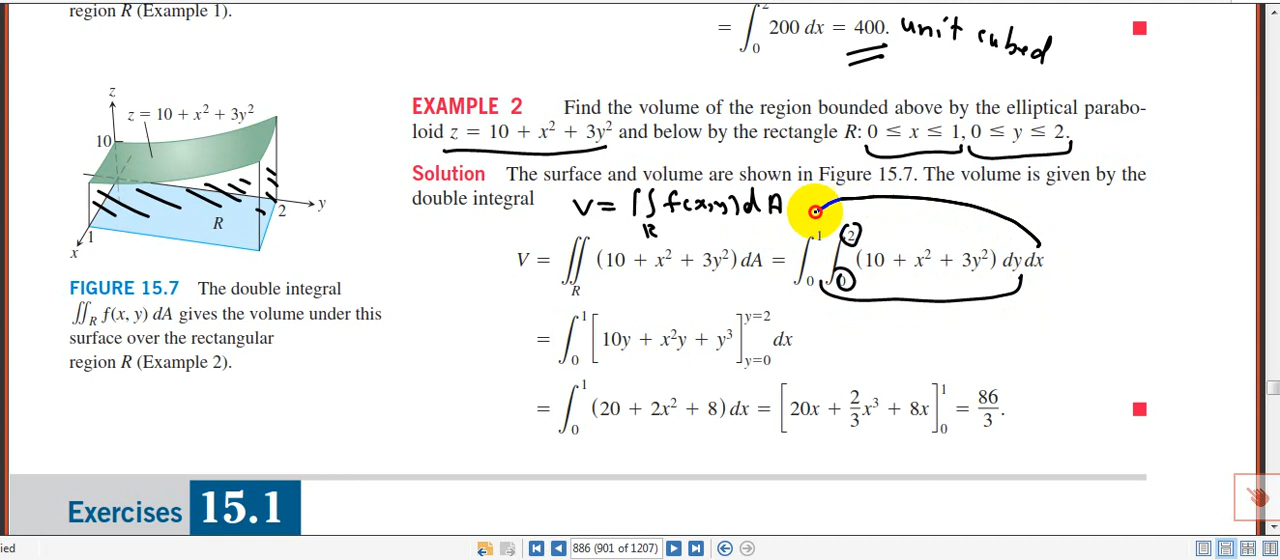 region R (Example 1).
= ∫₀² 200 dx = 400. unit cubed
z
z = 10 + x² + 3y²
10
R
2
y
1
x
FIGURE 15.7 The double integral
∬_R f(x, y) dA gives the volume under this
surface over the rectangular
region R (Example 2).
EXAMPLE 2 Find the volume of the region bounded above by the elliptical parabo-
loid z = 10 + x² + 3y² and below by the rectangle R: 0 ≤ x ≤ 1, 0 ≤ y ≤ 2.
Solution The surface and volume are shown in Figure 15.7. The volume is given by the
double integral V = ∬_R f(x,y) dA
V = ∬_R (10 + x² + 3y²) dA = ∫₀¹ ∫₀² (10 + x² + 3y²) dy dx
= ∫₀¹ [10y + x²y + y³]_{y=0}^{y=2} dx
= ∫₀¹ (20 + 2x² + 8) dx = [20x + 2/3 x³ + 8x]₀¹ = 86/3.
Exercises 15.1
ied
886 (901 of 1207)